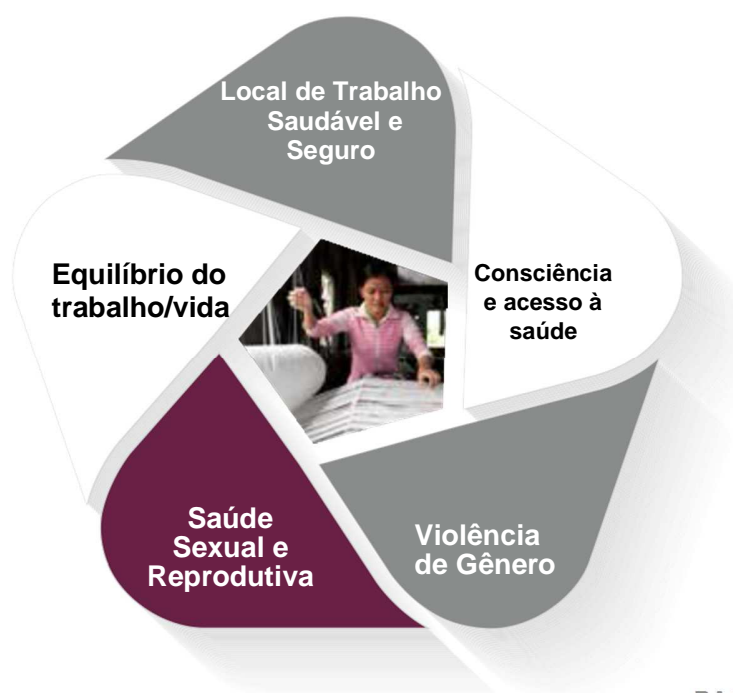 Local de Trabalho
Saudável e
Seguro
Equilíbrio do
trabalho/vida
Consciência
e acesso à
saúde
Saúde
Sexual e
Reprodutiva
Violência
de Gênero